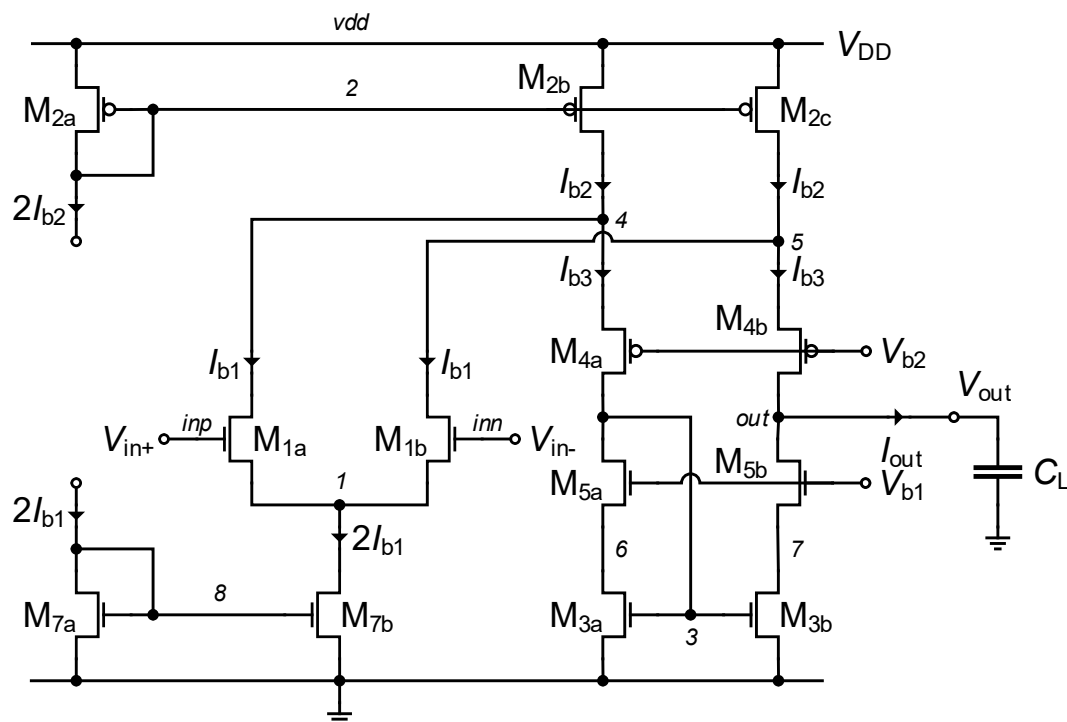 vdd
V_DD
M_2a
2
M_2b
M_2c
2I_b2
I_b2
I_b2
4
5
I_b3
I_b3
I_b1
I_b1
M_4a
M_4b
V_b2
V_in+
inp
M_1a
M_1b
inn
V_in-
out
V_out
I_out
C_L
M_5a
M_5b
V_b1
1
2I_b1
2I_b1
6
7
M_7a
8
M_7b
M_3a
3
M_3b